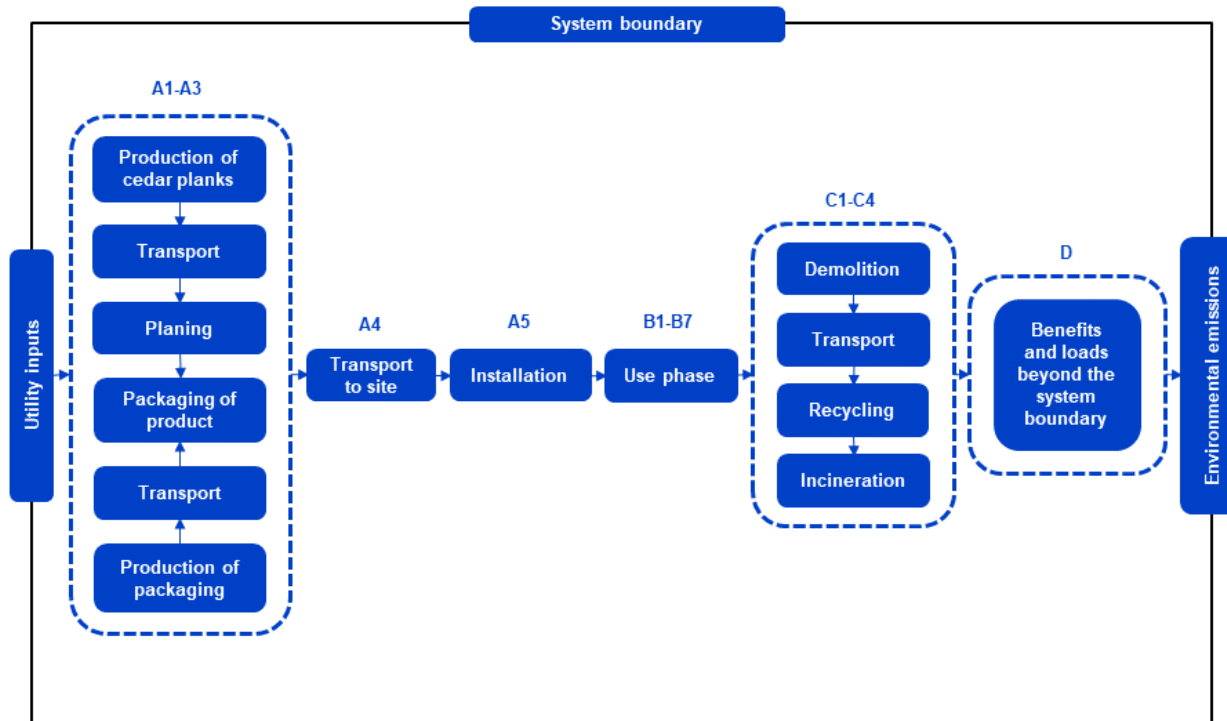 System boundary
Utility inputs
A1-A3
Production of
cedar planks
Transport
Planing
Packaging of
product
Transport
Production of
packaging
A4
Transport
to site
A5
Installation
B1-B7
Use phase
C1-C4
Demolition
Transport
Recycling
Incineration
D
Benefits
and loads
beyond the
system
boundary
Environmental emissions